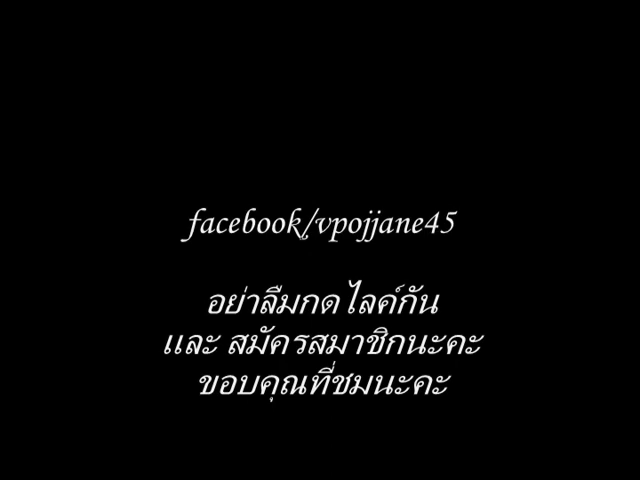 facebook/vpojjane45
อย่าลืมกดไลค์กัน
และ สมัครสมาชิกนะคะ
ขอบคุณที่ชมนะคะ